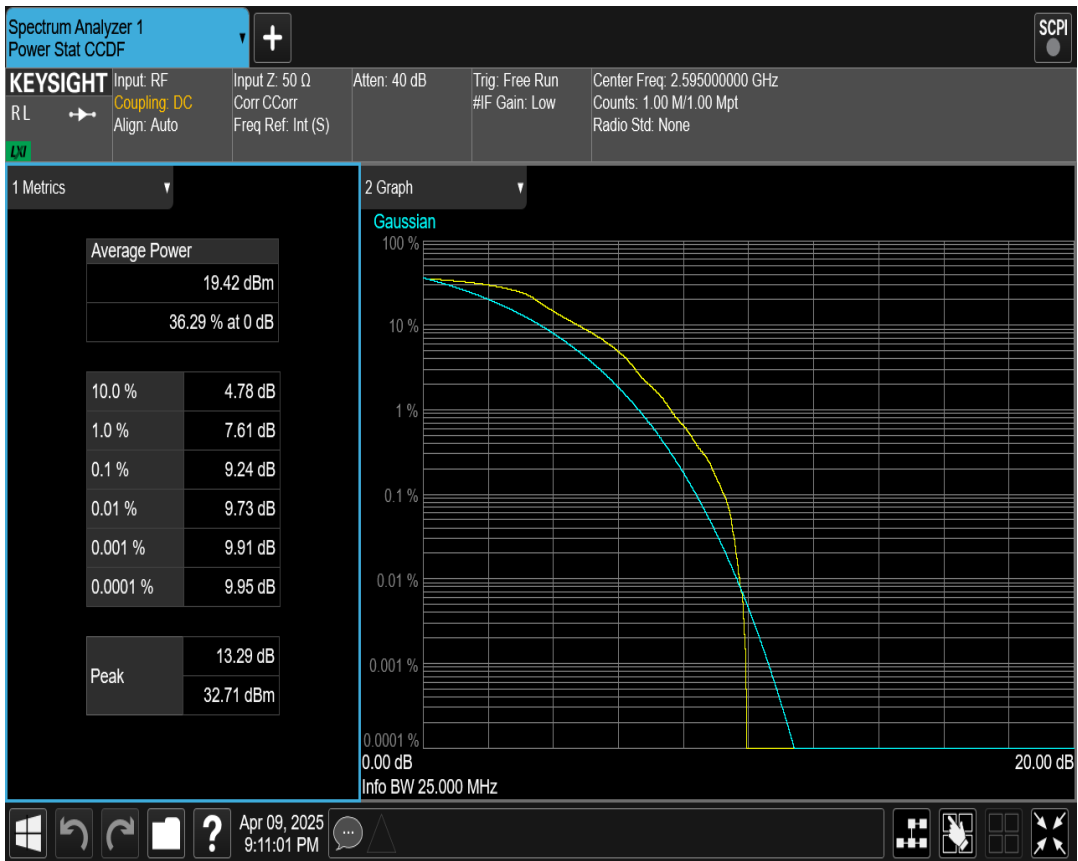 Spectrum Analyzer 1
Power Stat CCDF
+
SCPI
KEYSIGHT
RL
LXI
Input: RF
Coupling: DC
Align: Auto
Input Z: 50 Ω
Corr CCorr
Freq Ref: Int (S)
Atten: 40 dB
Trig: Free Run
#IF Gain: Low
Center Freq: 2.595000000 GHz
Counts: 1.00 M/1.00 Mpt
Radio Std: None
1 Metrics
Average Power
19.42 dBm
36.29 % at 0 dB
10.0 % 4.78 dB
1.0 % 7.61 dB
0.1 % 9.24 dB
0.01 % 9.73 dB
0.001 % 9.91 dB
0.0001 % 9.95 dB
Peak
13.29 dB
32.71 dBm
2 Graph
Gaussian
100 %
10 %
1 %
0.1 %
0.01 %
0.001 %
0.0001 %
0.00 dB 20.00 dB
Info BW 25.000 MHz
?
Apr 09, 2025
9:11:01 PM